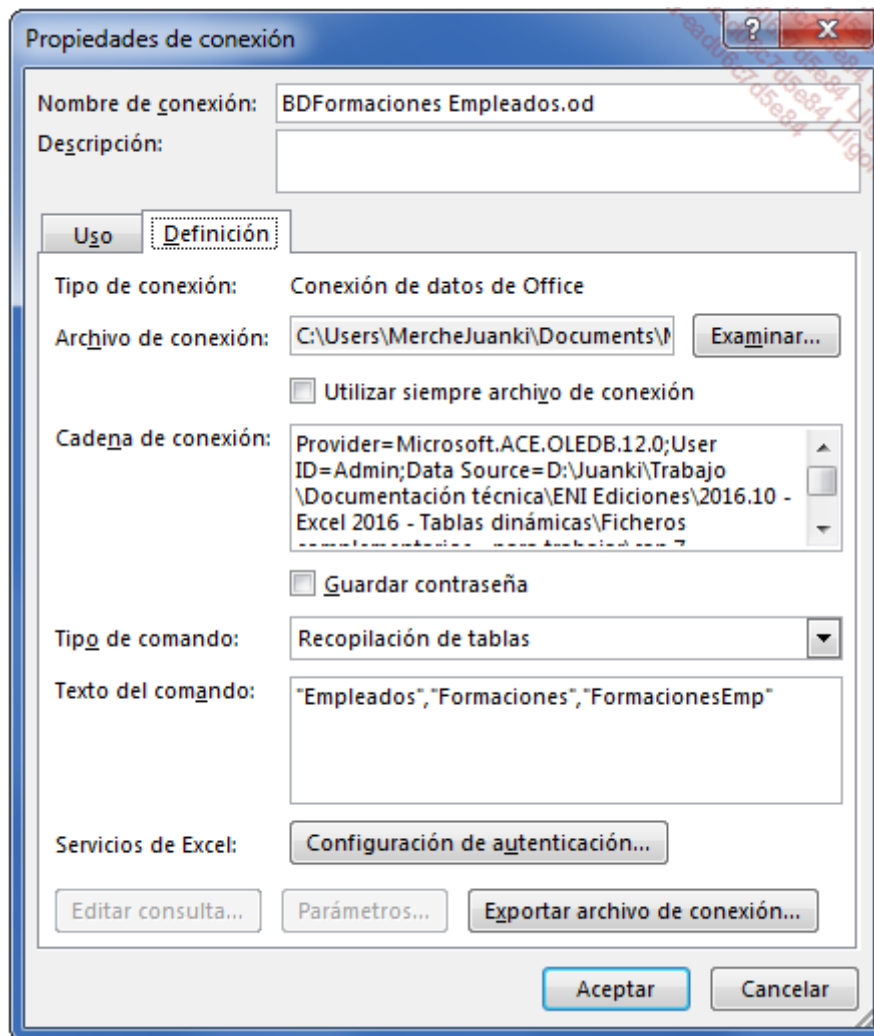 Propiedades de conexión
Nombre de conexión: BDFormaciones Empleados.od
Descripción:
Uso Definición
Tipo de conexión: Conexión de datos de Office
Archivo de conexión: C:\Users\MercheJuanki\Documents\M Examinar...
Utilizar siempre archivo de conexión
Cadena de conexión: Provider=Microsoft.ACE.OLEDB.12.0;User
ID=Admin;Data Source=D:\Juanki\Trabajo
\Documentación técnica\ENI Ediciones\2016.10 -
Excel 2016 - Tablas dinámicas\Ficheros
Guardar contraseña
Tipo de comando: Recopilación de tablas
Texto del comando: "Empleados","Formaciones","FormacionesEmp"
Servicios de Excel: Configuración de autenticación...
Editar consulta... Parámetros... Exportar archivo de conexión...
Aceptar Cancelar